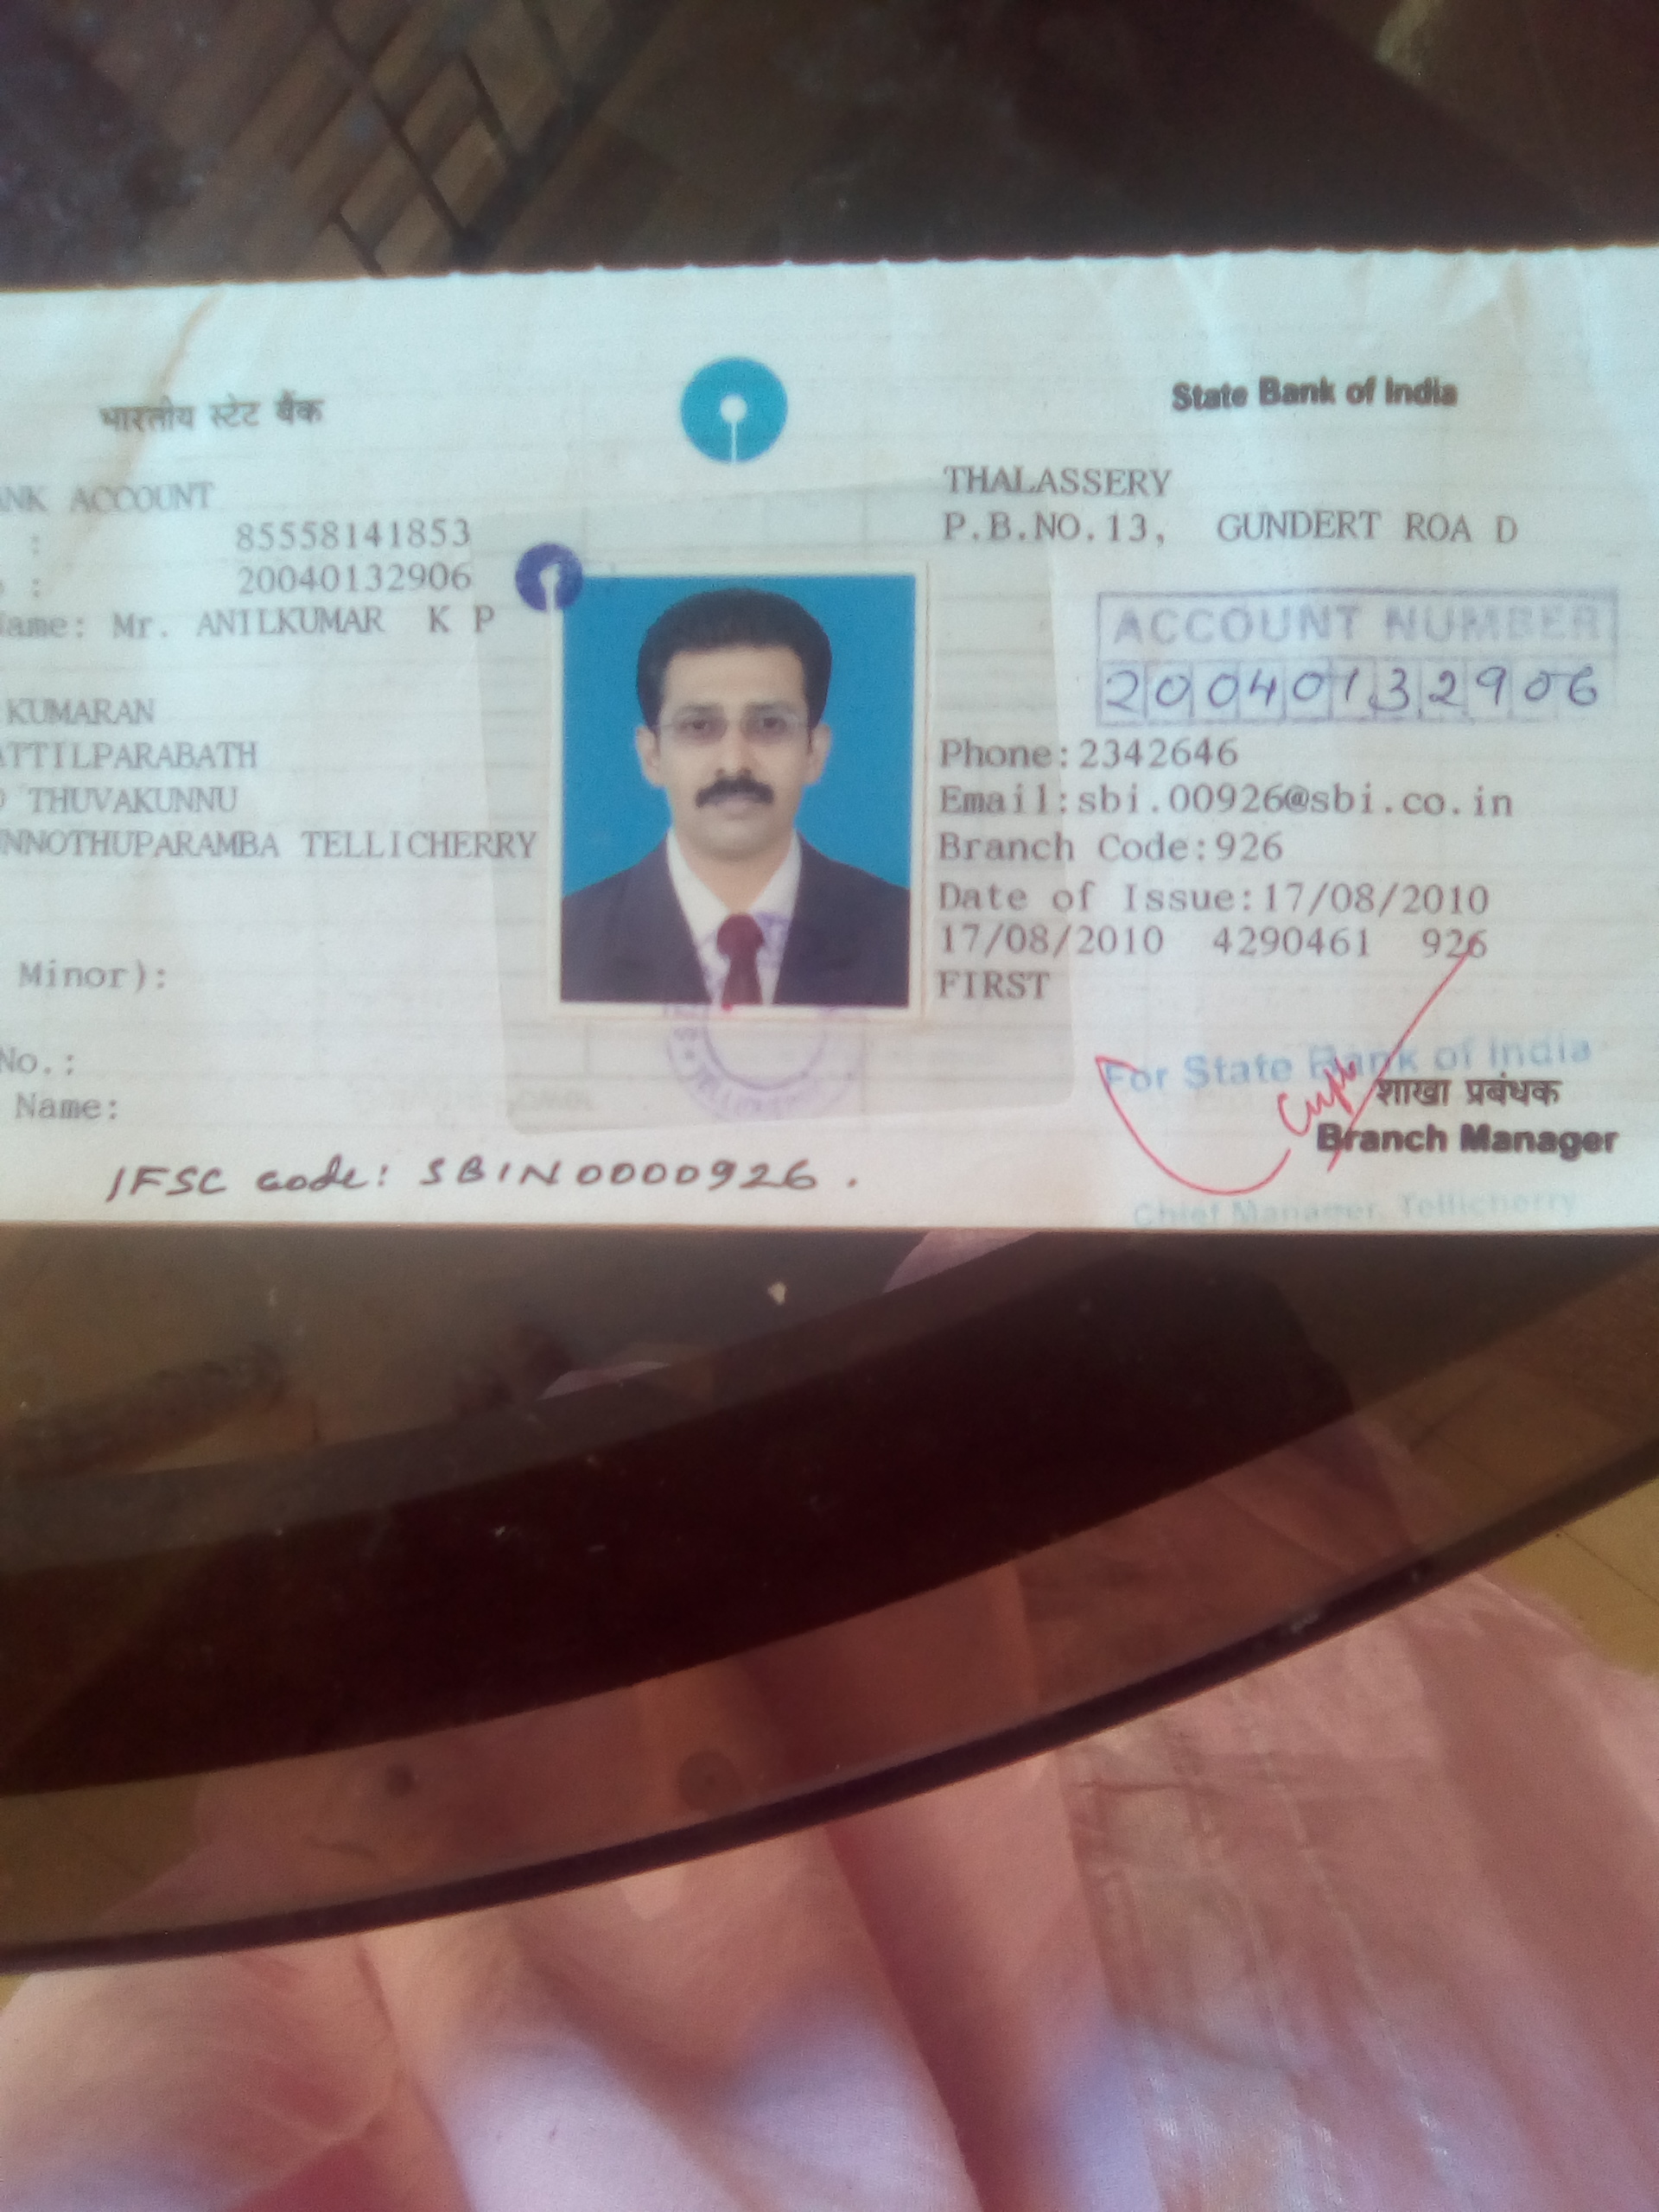 भारतीय स्टेट बैंक
State Bank of India
ANK ACCOUNT
: 85558141853
: 20040132906
ame: Mr. ANILKUMAR K P
KUMARAN
ATTILPARABATH
THUVAKUNNU
NNOTHUPARAMBA TELLICHERRY
Minor):
No.:
Name:
IFSC code: SBIN0000926.
THALASSERY
P.B.NO.13, GUNDERT ROA D
ACCOUNT NUMBER
20040132906
Phone:2342646
Email:sbi.00926@sbi.co.in
Branch Code:926
Date of Issue:17/08/2010
17/08/2010 4290461 926
FIRST
For State Bank of India
शाखा प्रबंधक
Branch Manager
Chief Manager, Tellicherry